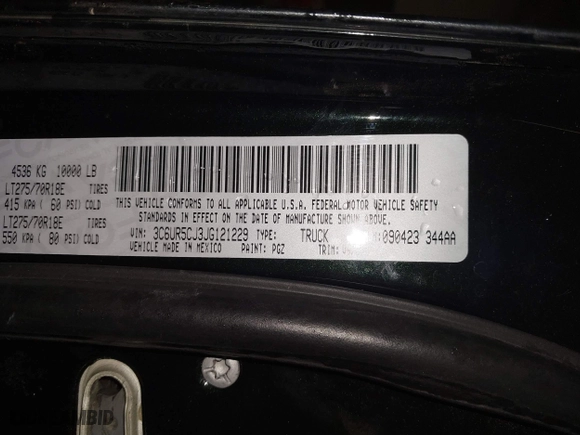 4536 KG 10000 LB
LT275/70R18E TIRES
415 KPA ( 60 PSI) COLD
LT275/70R18E TIRES
550 KPA ( 80 PSI) COLD
THIS VEHICLE CONFORMS TO ALL APPLICABLE U.S.A. FEDERAL MOTOR VEHICLE SAFETY
STANDARDS IN EFFECT ON THE DATE OF MANUFACTURE SHOWN ABOVE.
VIN: 3C6UR5CJ3JG121229 TYPE: TRUCK 090423 344AA
VEHICLE MADE IN MEXICO PAINT: PGZ TRIM: